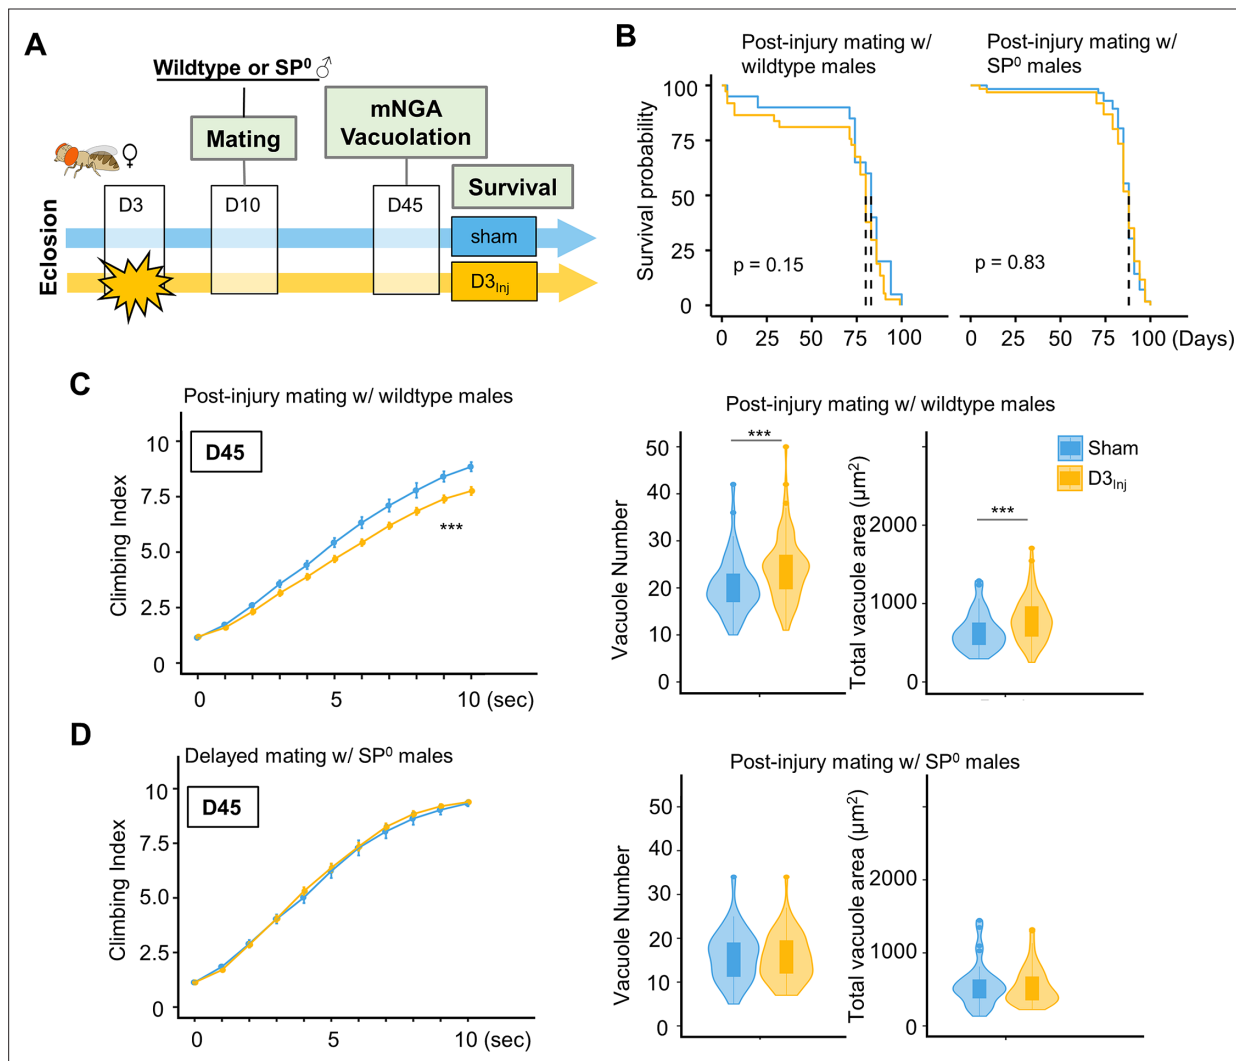 A
Wildtype or SP⁰ ♂
Mating
mNGA
Vacuolation
Survival
♀
D3
D10
D45
Eclosion
sham
D3Inj
B
Post-injury mating w/
wildtype males
Post-injury mating w/
SP⁰ males
Survival probability
100
75
50
25
0
p = 0.15
p = 0.83
0 25 50 75 100
0 25 50 75 100 (Days)
C
Post-injury mating w/ wildtype males
D45
Climbing Index
10
7.5
5.0
2.5
0
***
0 5 10 (sec)
Post-injury mating w/ wildtype males
Vacuole Number
50
40
30
20
10
0
***
Total vacuole area (µm²)
2000
1000
0
***
Sham
D3Inj
D
Delayed mating w/ SP⁰ males
D45
Climbing Index
10
7.5
5.0
2.5
0
0 5 10 (sec)
Post-injury mating w/ SP⁰ males
Vacuole Number
50
40
30
20
10
0
Total vacuole area (µm²)
2000
1000
0